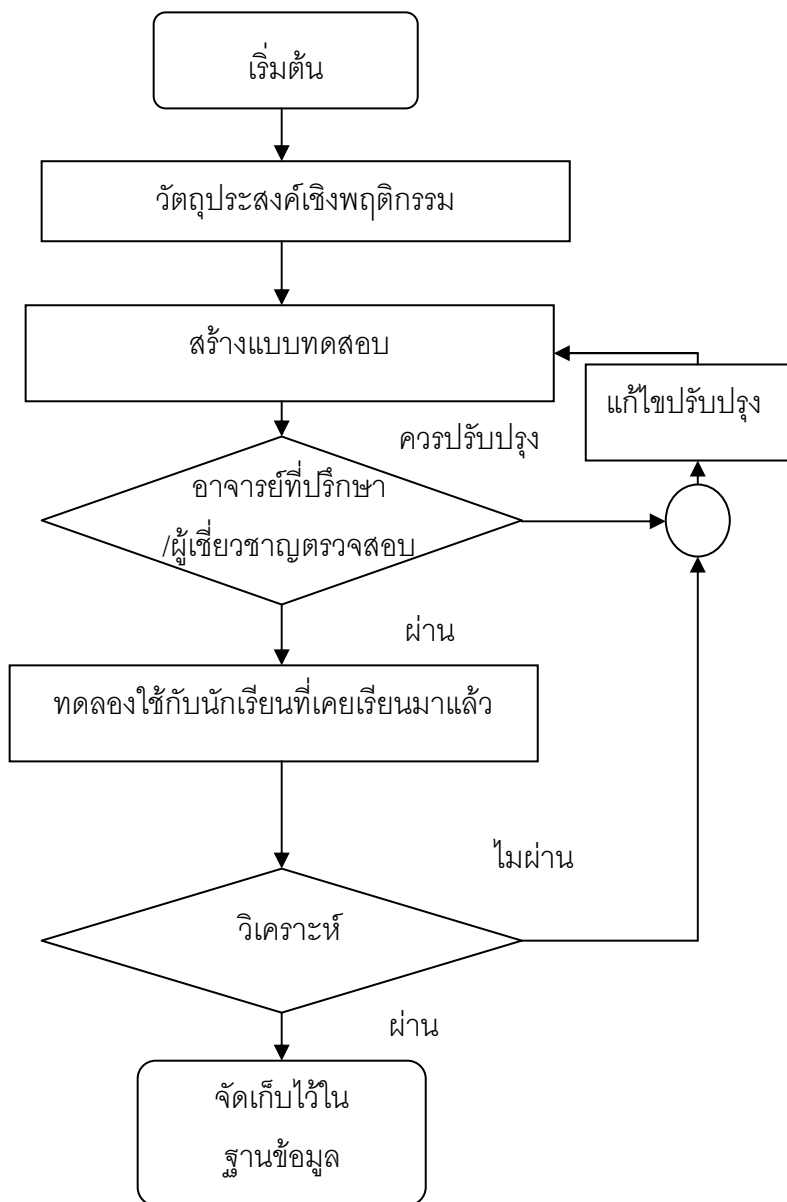 เริ่มต้น
วัตถุประสงค์เชิงพฤติกรรม
สร้างแบบทดสอบ
แก้ไขปรับปรุง
ควรปรับปรุง
อาจารย์ที่ปรึกษา
/ผู้เชี่ยวชาญตรวจสอบ
ผ่าน
ทดลองใช้กับนักเรียนที่เคยเรียนมาแล้ว
ไมผ่าน
วิเคราะห์
ผ่าน
จัดเก็บไว้ใน
ฐานข้อมูล